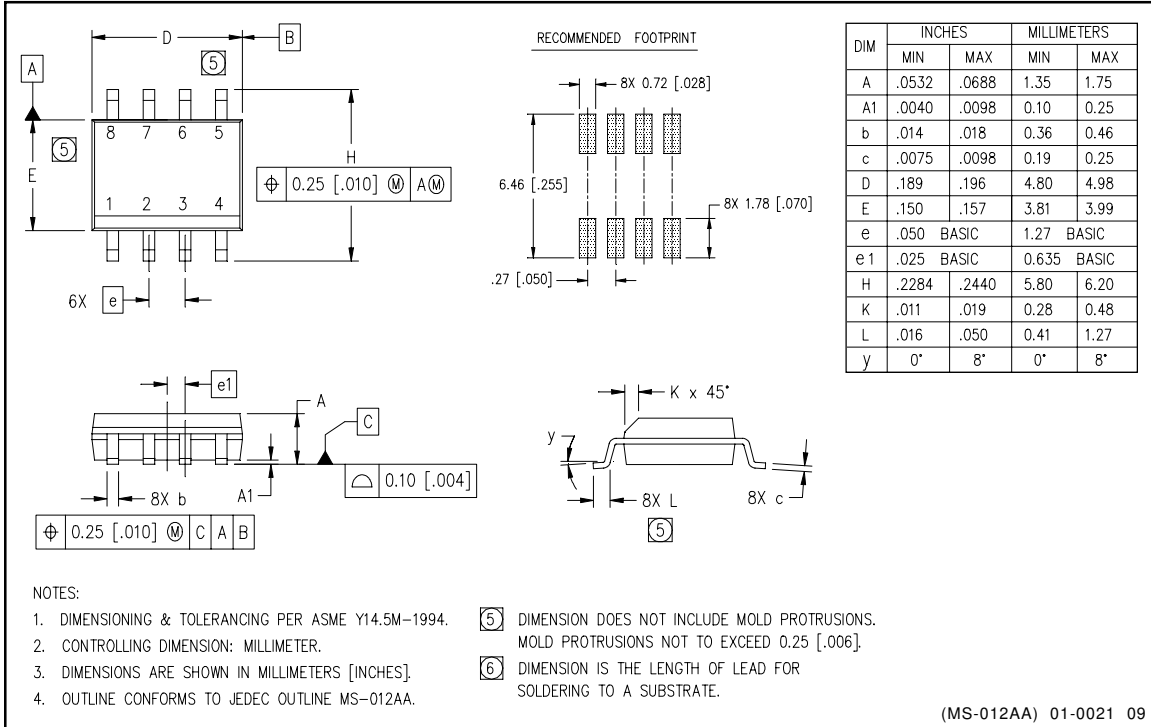 D
B
5
A
8 7 6 5
5
E
H
⌖ 0.25 [.010] Ⓜ AⓂ
1 2 3 4
6X e
RECOMMENDED FOOTPRINT
8X 0.72 [.028]
6.46 [.255]
8X 1.78 [.070]
.27 [.050]
DIM INCHES MILLIMETERS
MIN MAX MIN MAX
A .0532 .0688 1.35 1.75
A1 .0040 .0098 0.10 0.25
b .014 .018 0.36 0.46
c .0075 .0098 0.19 0.25
D .189 .196 4.80 4.98
E .150 .157 3.81 3.99
e .050 BASIC 1.27 BASIC
e1 .025 BASIC 0.635 BASIC
H .2284 .2440 5.80 6.20
K .011 .019 0.28 0.48
L .016 .050 0.41 1.27
y 0° 8° 0° 8°
e1
A
C
⌓ 0.10 [.004]
8X b
A1
⌖ 0.25 [.010] Ⓜ C A B
K x 45°
y
8X L
8X c
5
NOTES:
1. DIMENSIONING & TOLERANCING PER ASME Y14.5M-1994.
2. CONTROLLING DIMENSION: MILLIMETER.
3. DIMENSIONS ARE SHOWN IN MILLIMETERS [INCHES].
4. OUTLINE CONFORMS TO JEDEC OUTLINE MS-012AA.
5 DIMENSION DOES NOT INCLUDE MOLD PROTRUSIONS.
MOLD PROTRUSIONS NOT TO EXCEED 0.25 [.006].
6 DIMENSION IS THE LENGTH OF LEAD FOR
SOLDERING TO A SUBSTRATE.
(MS-012AA) 01-0021 09